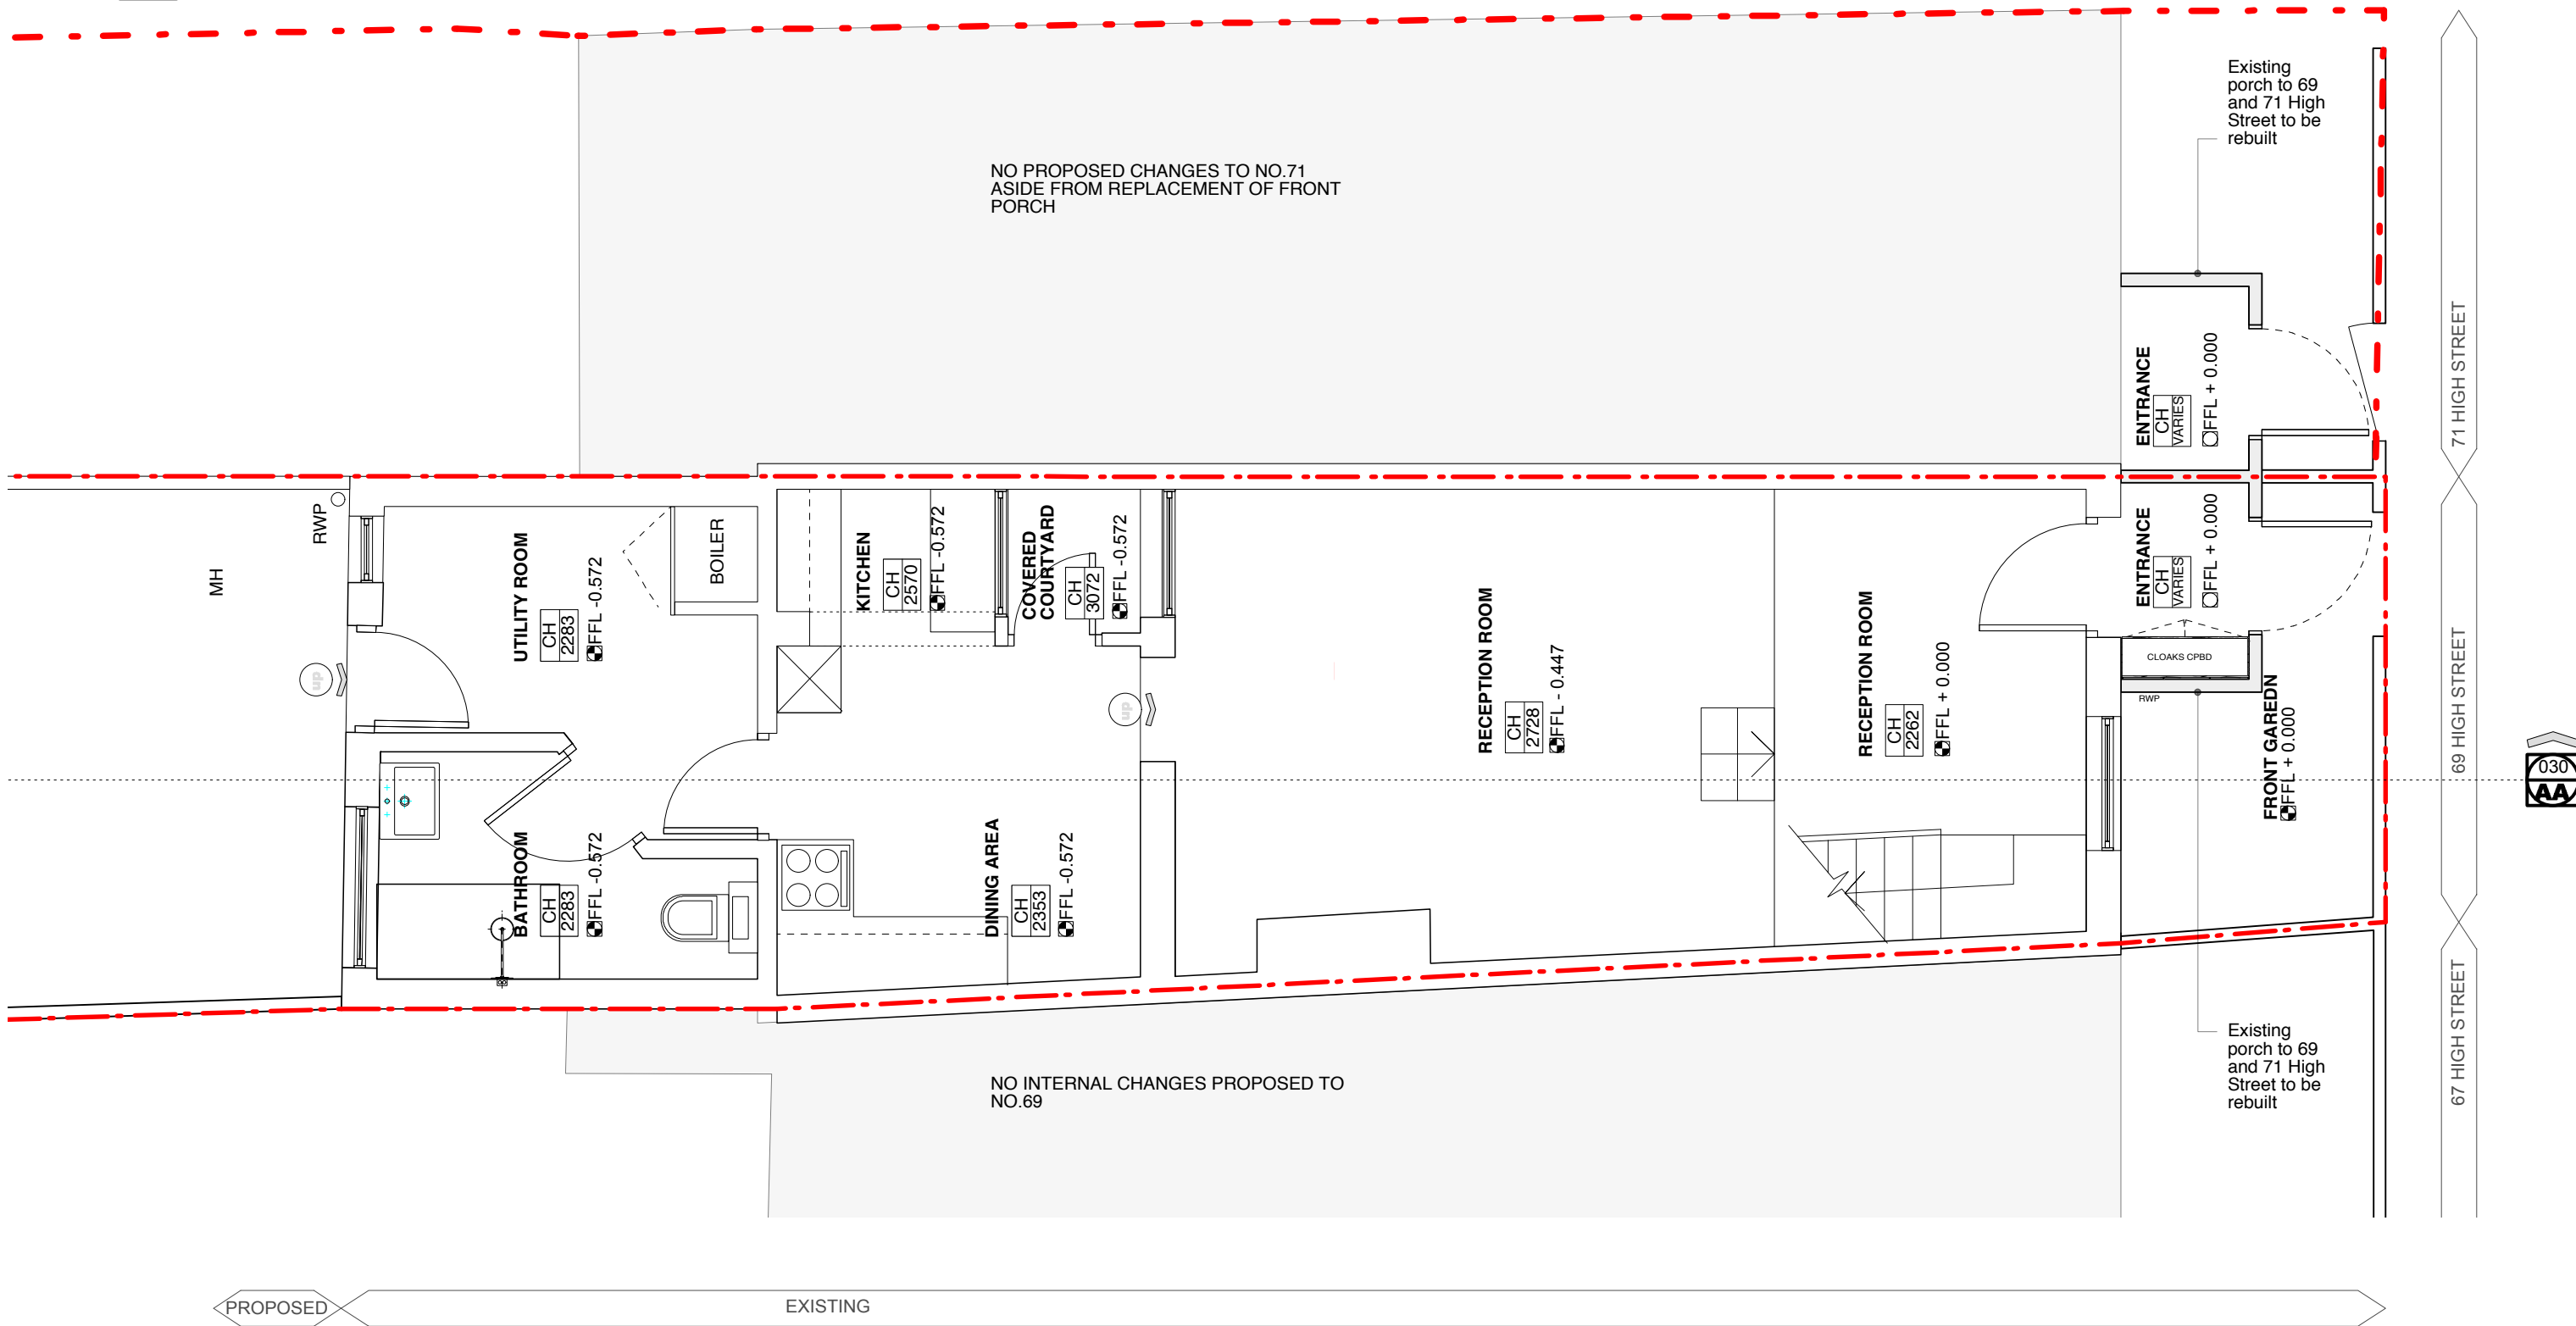 Existing
porch to 69
and 71 High
Street to be
rebuilt
NO PROPOSED CHANGES TO NO.71
ASIDE FROM REPLACEMENT OF FRONT
PORCH
71 HIGH STREET
ENTRANCE
CH
VARIES
FFL + 0.000
RWP
MH
UTILITY ROOM
CH
2283
FFL -0.572
BOILER
KITCHEN
CH
2570
FFL -0.572
COVERED
COURTYARD
CH
3072
FFL -0.572
RECEPTION ROOM
CH
2728
FFL - 0.447
RECEPTION ROOM
CH
2262
FFL + 0.000
ENTRANCE
CH
VARIES
FFL + 0.000
CLOAKS CPBD
RWP
FRONT GAREDN
FFL + 0.000
69 HIGH STREET
030
AA
up
up
BATHROOM
CH
2283
FFL -0.572
DINING AREA
CH
2353
FFL -0.572
NO INTERNAL CHANGES PROPOSED TO
NO.69
Existing
porch to 69
and 71 High
Street to be
rebuilt
67 HIGH STREET
PROPOSED
EXISTING